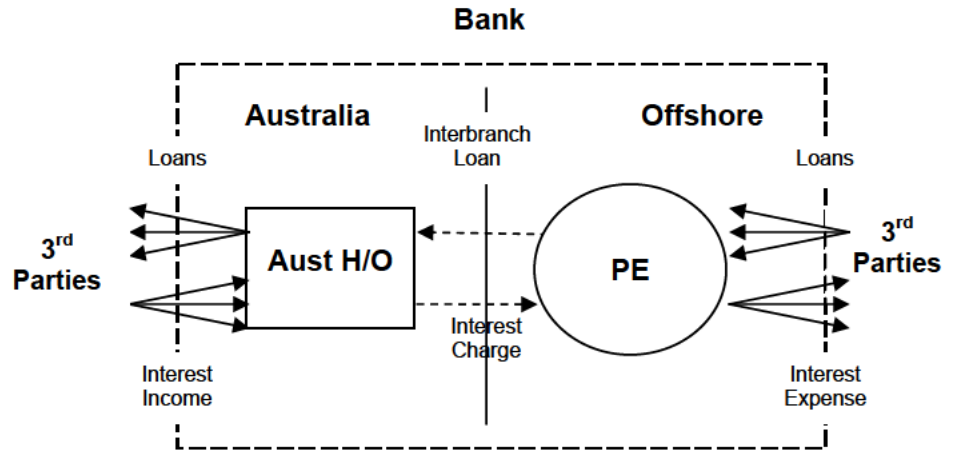 Bank
Australia
Offshore
Interbranch
Loan
Loans
Loans
3rd
Parties
Aust H/O
PE
3rd
Parties
Interest
Charge
Interest
Income
Interest
Expense